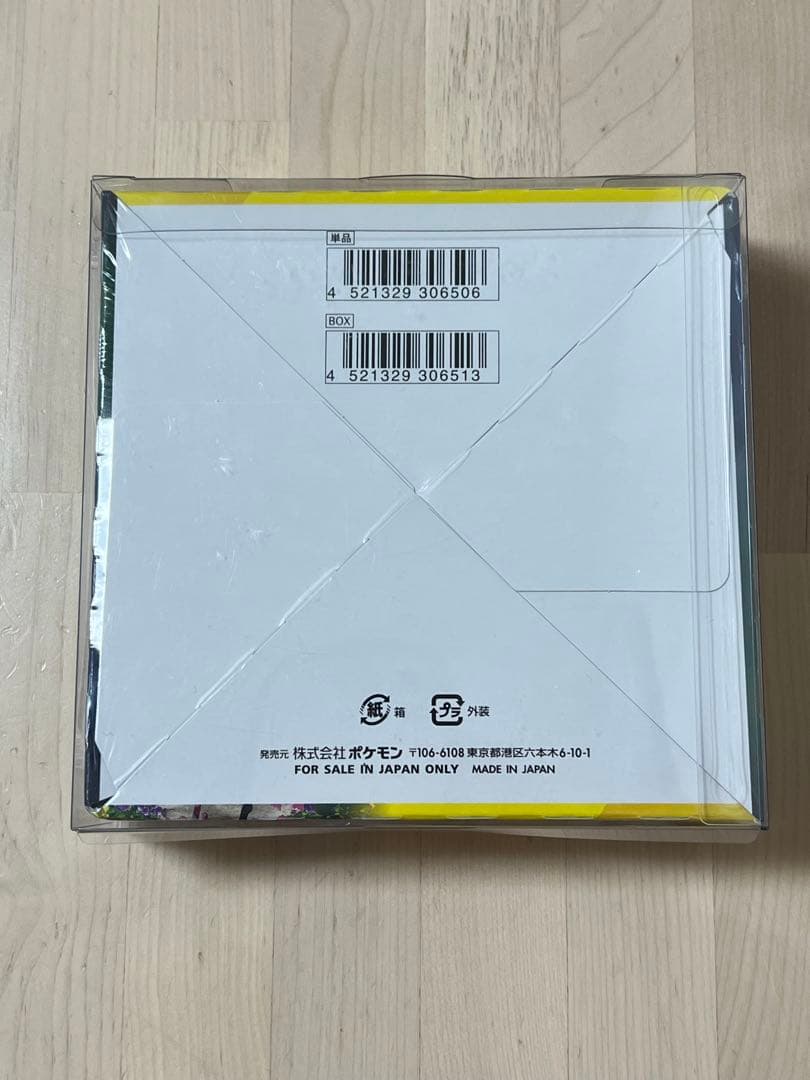 単品
4 521329 306506
BOX
4 521329 306513
紙 箱 プラ 外装
発売元 株式会社 ポケモン 〒106-6108 東京都港区六本木6-10-1
FOR SALE IN JAPAN ONLY MADE IN JAPAN